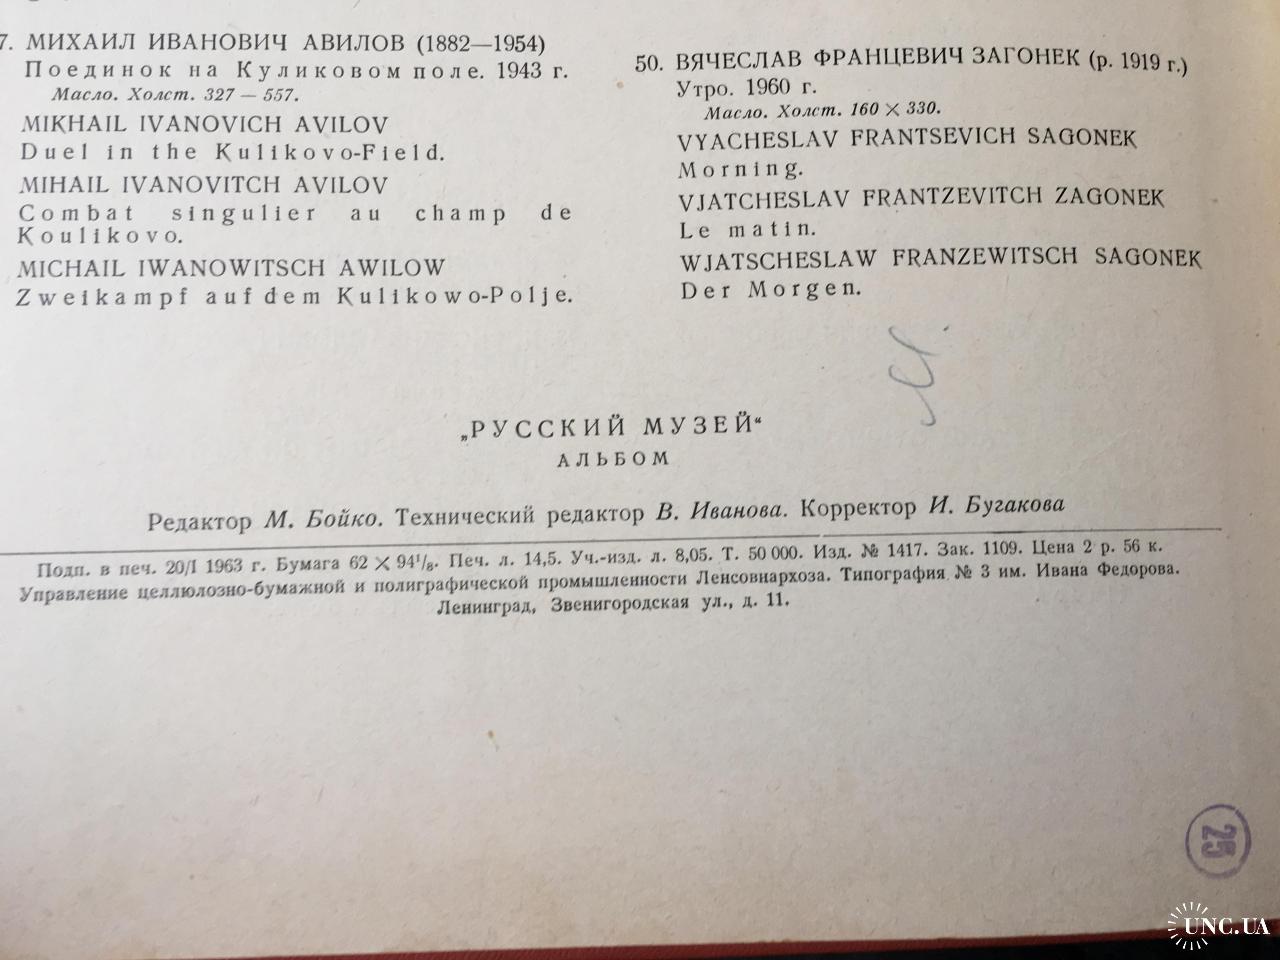 7. МИХАИЛ ИВАНОВИЧ АВИЛОВ (1882—1954)
Поединок на Куликовом поле. 1943 г.
Масло. Холст. 327 — 557.
MIKHAIL IVANOVICH AVILOV
Duel in the Kulikovo-Field.
MIHAIL IVANOVITCH AVILOV
Combat singulier au champ de
Koulikovo.
MICHAIL IWANOWITSCH AWILOW
Zweikampf auf dem Kulikowo-Polje.
50. ВЯЧЕСЛАВ ФРАНЦЕВИЧ ЗАГОНЕК (р. 1919 г.)
Утро. 1960 г.
Масло. Холст. 160 × 330.
VYACHESLAV FRANTSEVICH SAGONEK
Morning.
VJATCHESLAV FRANTZEVITCH ZAGONEK
Le matin.
WJATSCHESLAW FRANZEWITSCH SAGONEK
Der Morgen.
„РУССКИЙ МУЗЕЙ“
АЛЬБОМ
Редактор М. Бойко. Технический редактор В. Иванова. Корректор И. Бугакова
Подп. в печ. 20/I 1963 г. Бумага 62 × 94¹/₈. Печ. л. 14,5. Уч.-изд. л. 8,05. Т. 50 000. Изд. № 1417. Зак. 1109. Цена 2 р. 56 к.
Управление целлюлозно-бумажной и полиграфической промышленности Ленсовнархоза. Типография № 3 им. Ивана Федорова.
Ленинград, Звенигородская ул., д. 11.
25
UNC.UA